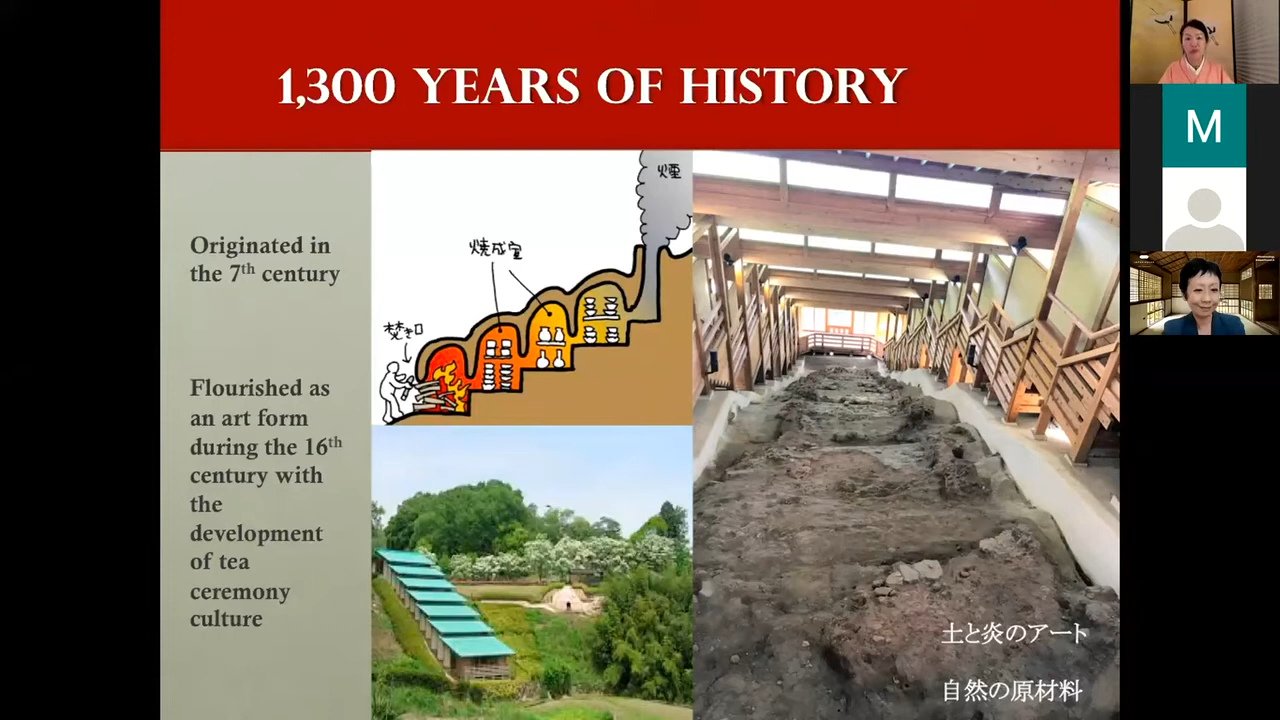 1,300 YEARS OF HISTORY
Originated in
the 7th century
Flourished as
an art form
during the 16th
century with
the
development
of tea
ceremony
culture
煙
焼成室
焚き口
土と炎のアート
自然の原材料
M